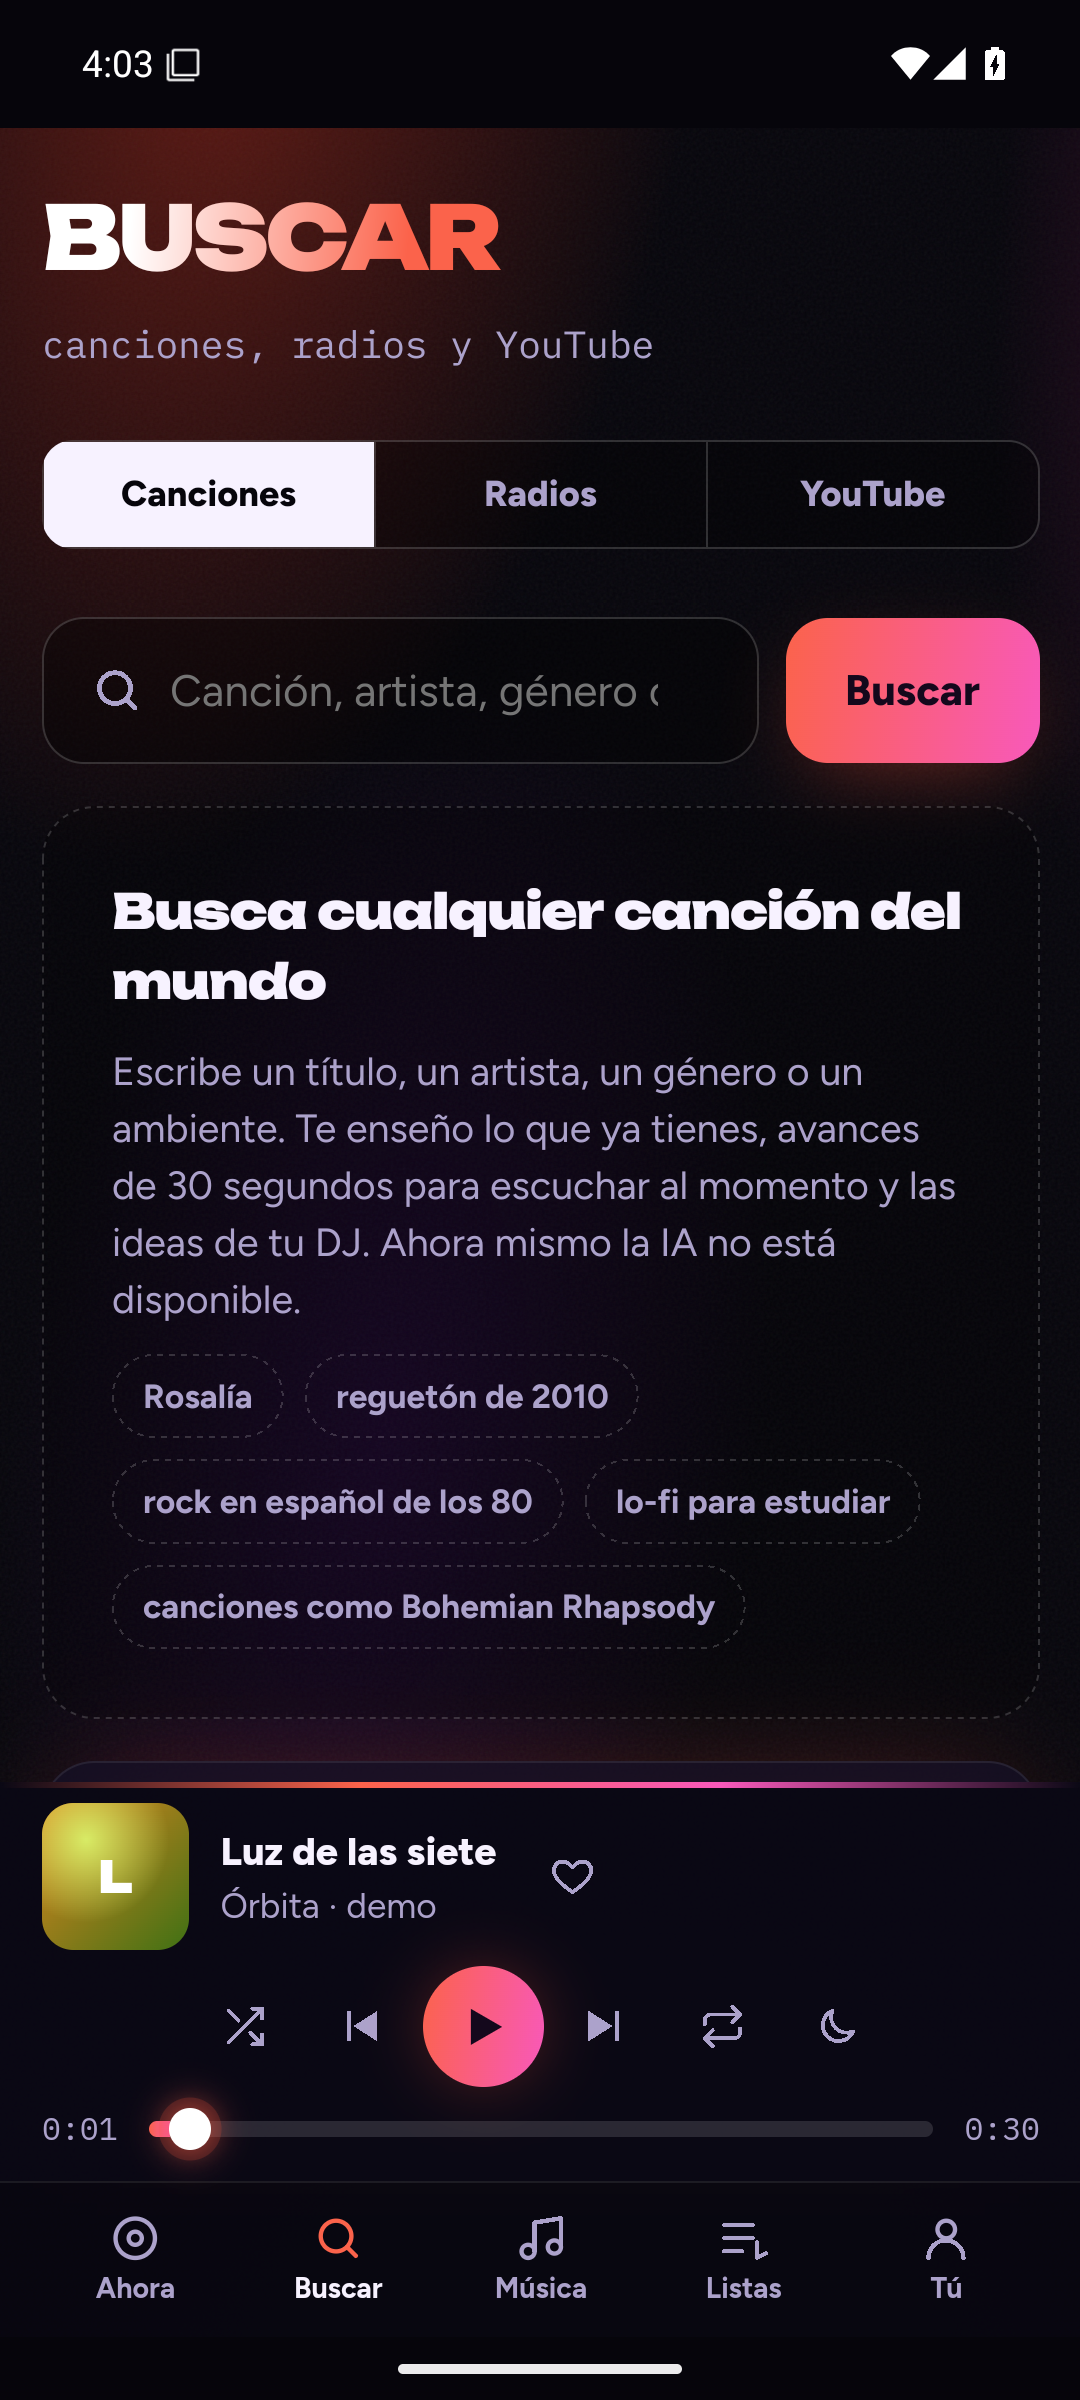 4:03
BUSCAR
canciones, radios y YouTube
Canciones
Radios
YouTube
Canción, artista, género
Buscar
Busca cualquier canción del
mundo
Escribe un título, un artista, un género o un
ambiente. Te enseño lo que ya tienes, avances
de 30 segundos para escuchar al momento y las
ideas de tu DJ. Ahora mismo la IA no está
disponible.
Rosalía
reguetón de 2010
rock en español de los 80
lo-fi para estudiar
canciones como Bohemian Rhapsody
L
Luz de las siete
Órbita · demo
0:01
0:30
Ahora
Buscar
Música
Listas
Tú